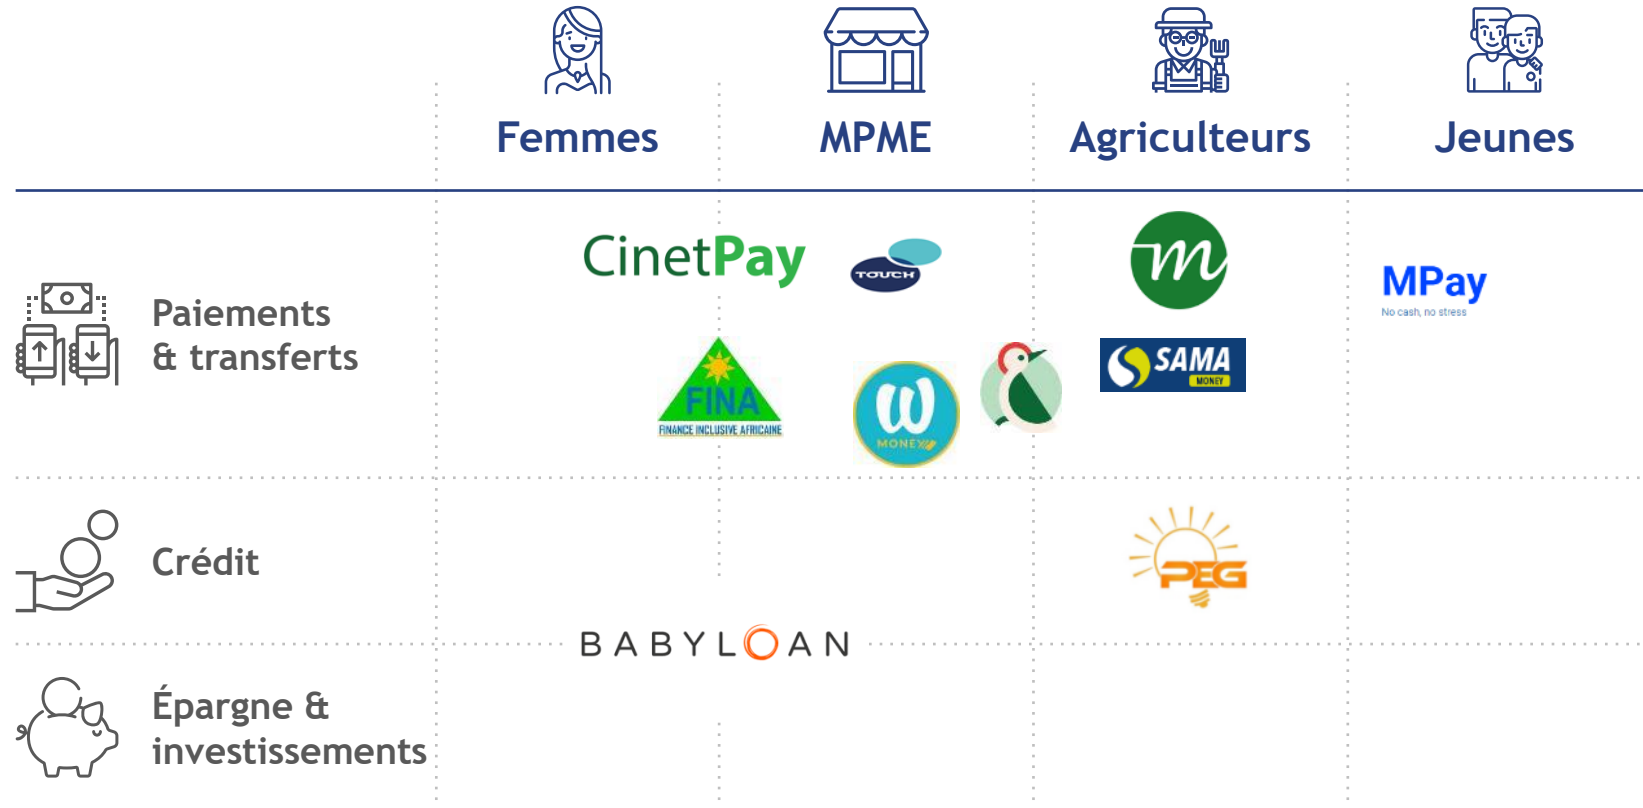 Femmes
MPME
Agriculteurs
Jeunes
Paiements
& transferts
CinetPay
TOUCH
m
MPay
No cash, no stress
FINA
FINANCE INCLUSIVE AFRICAINE
W
MONEY
SAMA
MONEY
Crédit
PEG
BABYLOAN
Épargne &
investissements